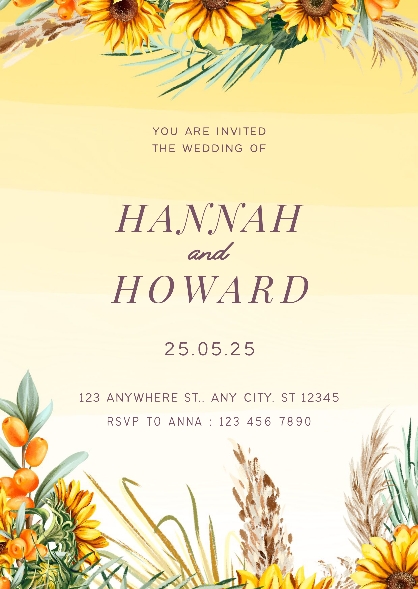 YOU ARE INVITED
THE WEDDING OF
HANNAH
and
HOWARD
25.05.25
123 ANYWHERE ST., ANY CITY, ST 12345
RSVP TO ANNA : 123 456 7890